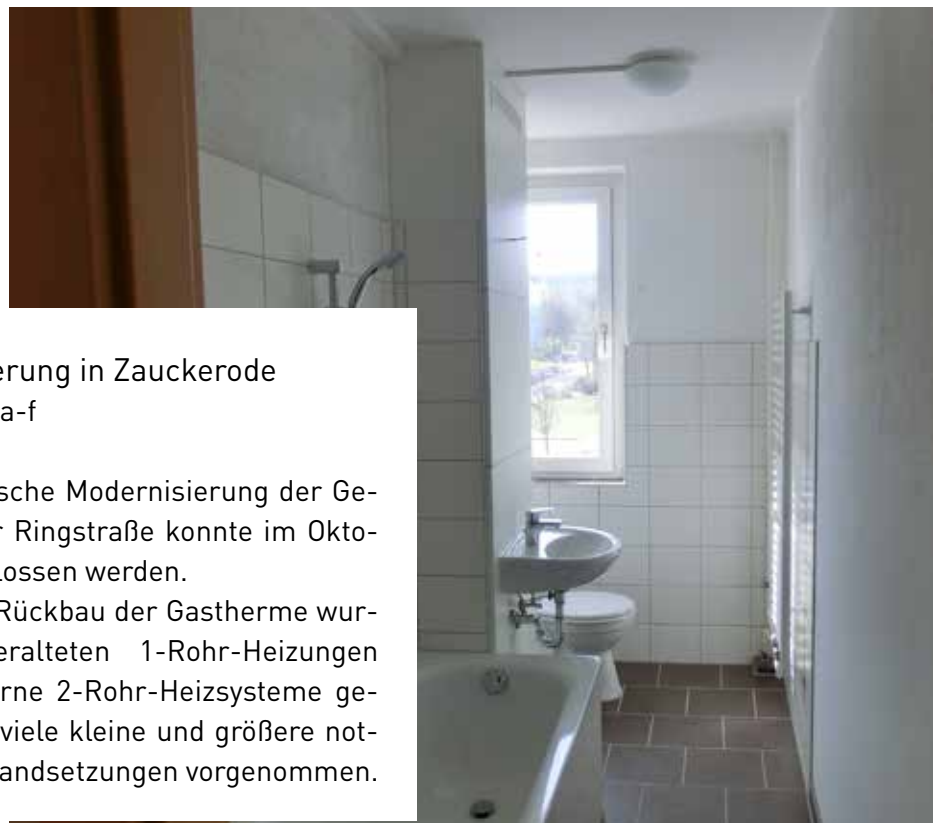 erung in Zauckerode
a-f
sche Modernisierung der Ge-
r Ringstraße konnte im Okto-
lossen werden.
Rückbau der Gastherme wur-
eralteten 1-Rohr-Heizungen
rne 2-Rohr-Heizsysteme ge-
viele kleine und größere not-
andsetzungen vorgenommen.